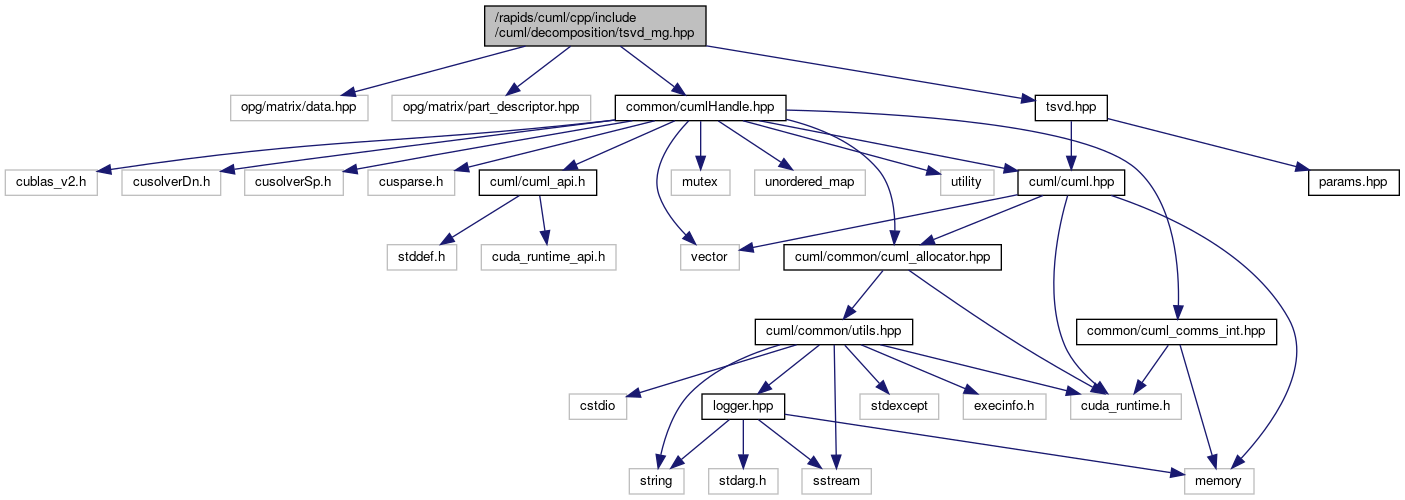 /rapids/cuml/cpp/include
/cuml/decomposition/tsvd_mg.hpp
opg/matrix/data.hpp
opg/matrix/part_descriptor.hpp
common/cumlHandle.hpp
tsvd.hpp
cublas_v2.h
cusolverDn.h
cusolverSp.h
cusparse.h
cuml/cuml_api.h
mutex
unordered_map
utility
cuml/cuml.hpp
params.hpp
stddef.h
cuda_runtime_api.h
vector
cuml/common/cuml_allocator.hpp
cuml/common/utils.hpp
common/cuml_comms_int.hpp
cstdio
logger.hpp
stdexcept
execinfo.h
cuda_runtime.h
string
stdarg.h
sstream
memory